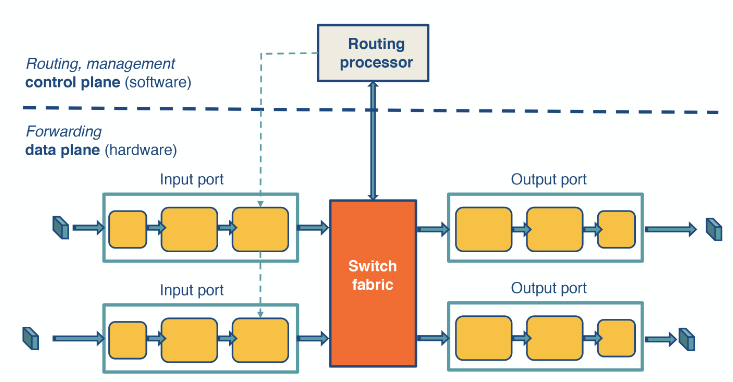 Routing
processor
Routing, management
control plane (software)
Forwarding
data plane (hardware)
Input port
Output port
Switch
fabric
Input port
Output port